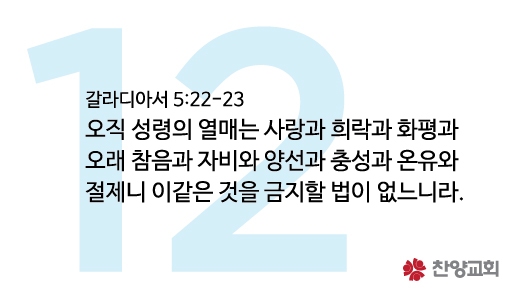 12
갈라디아서 5:22-23
오직 성령의 열매는 사랑과 희락과 화평과
오래 참음과 자비와 양선과 충성과 온유와
절제니 이같은 것을 금지할 법이 없느니라.
찬양교회